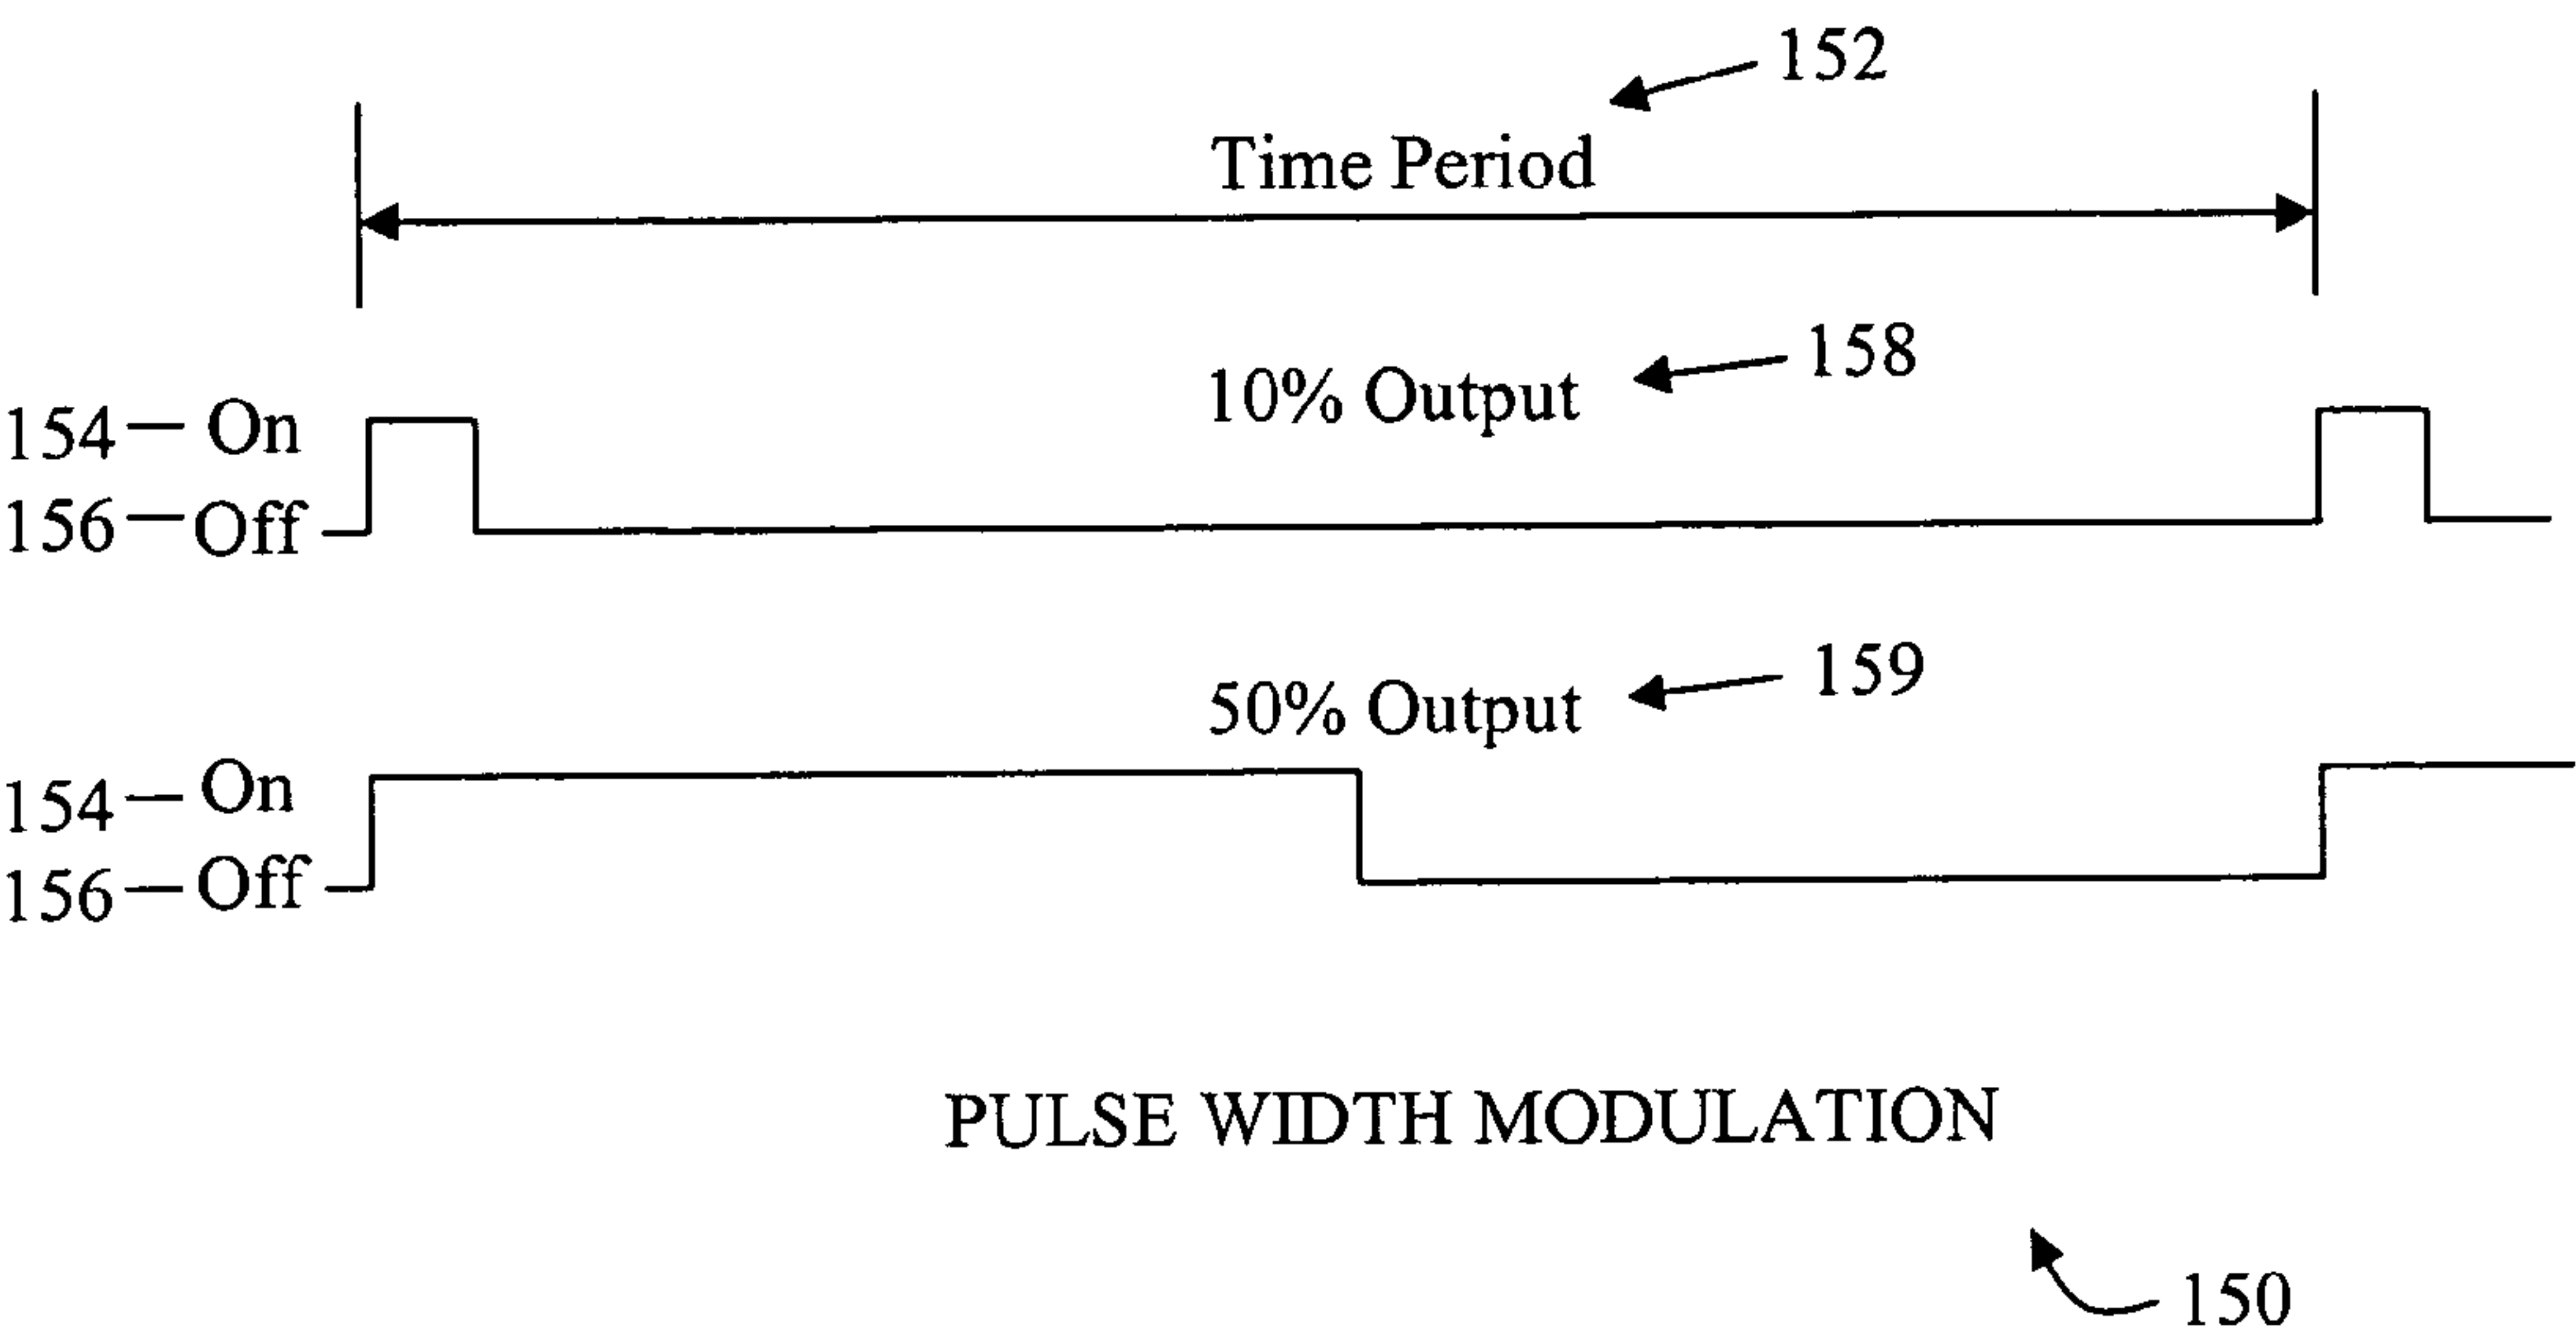 152
Time Period
158
10% Output
154 — On
156 — Off
159
50% Output
154 — On
156 — Off
PULSE WIDTH MODULATION
150